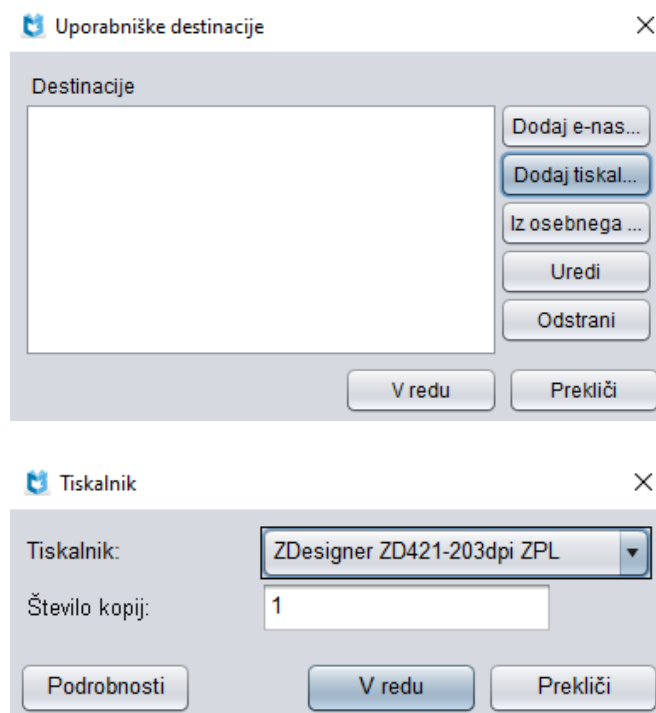 Uporabniške destinacije
Destinacije
Dodaj e-nas...
Dodaj tiskal...
Iz osebnega ...
Uredi
Odstrani
V redu
Prekliči
Tiskalnik
Tiskalnik:
ZDesigner ZD421-203dpi ZPL
Število kopij:
1
Podrobnosti
V redu
Prekliči